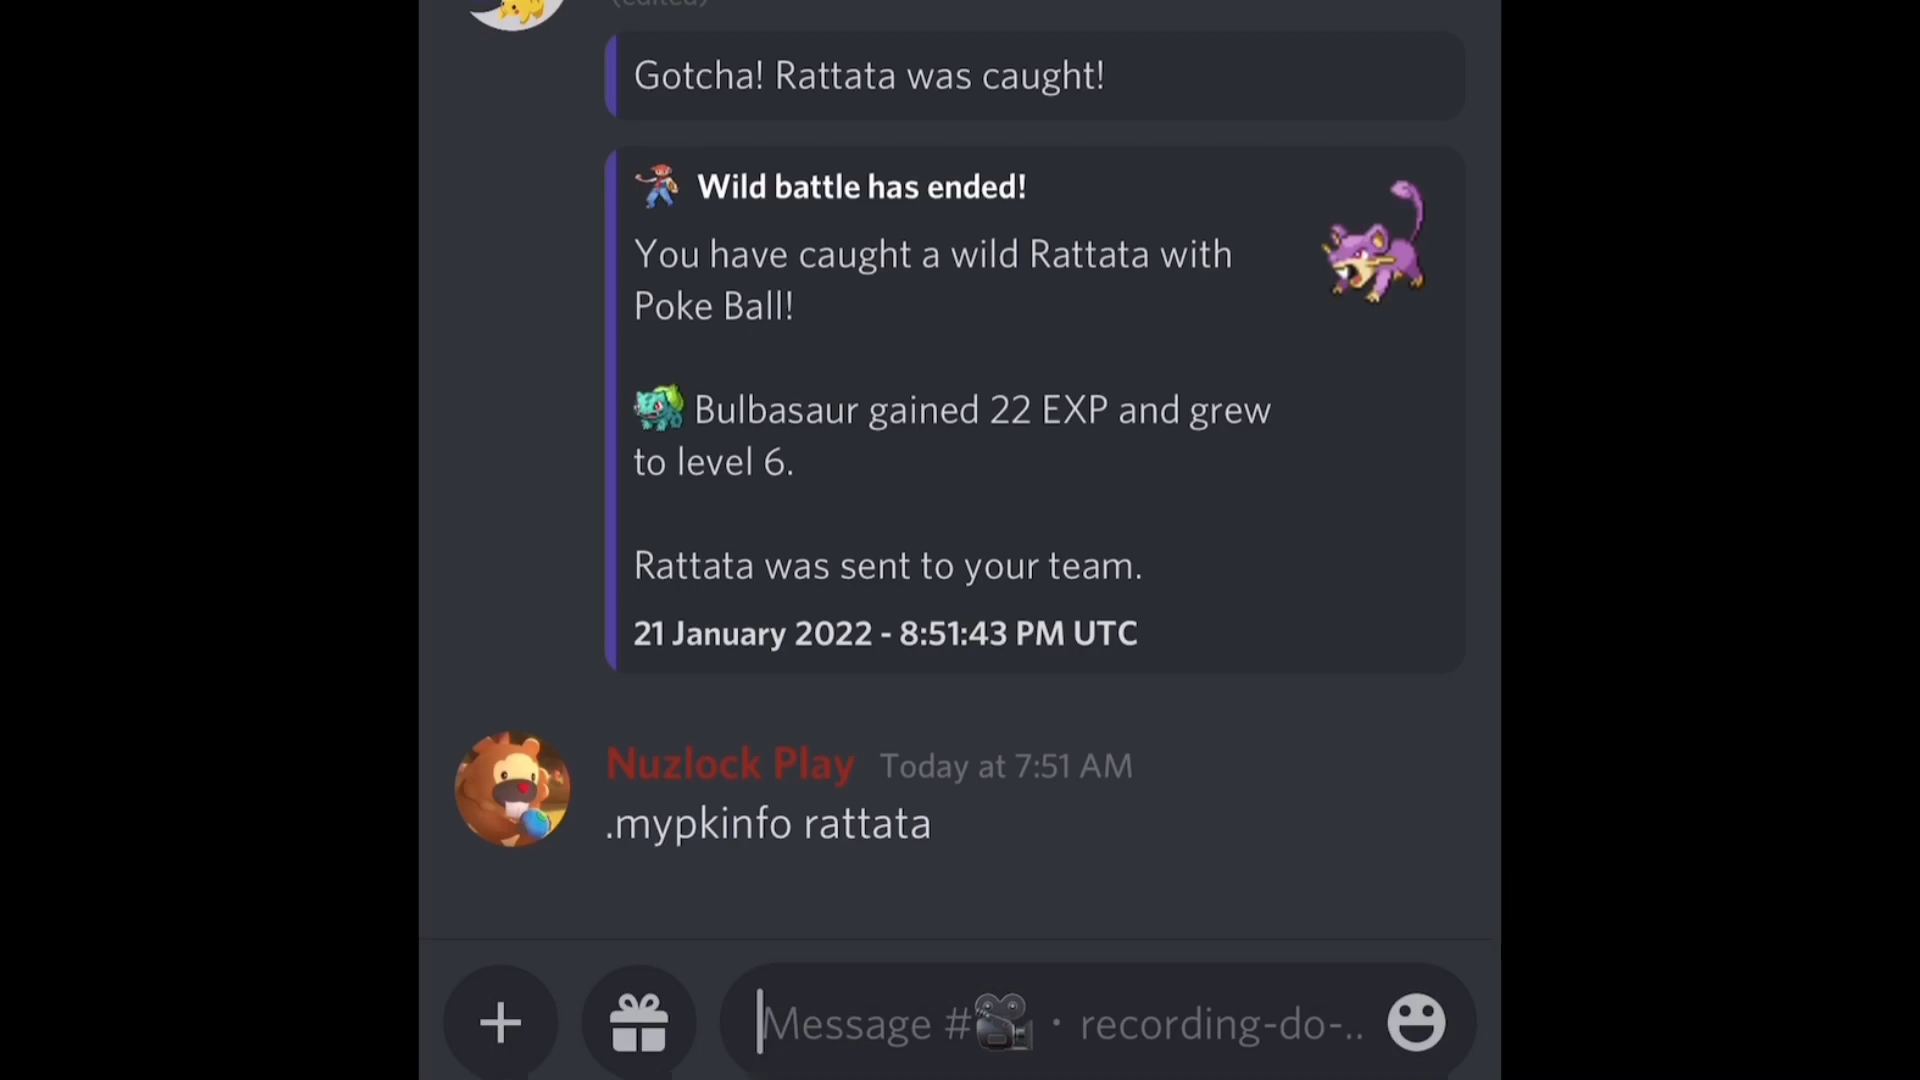 (edited)
Gotcha! Rattata was caught!
Wild battle has ended!
You have caught a wild Rattata with
Poke Ball!
Bulbasaur gained 22 EXP and grew
to level 6.
Rattata was sent to your team.
21 January 2022 - 8:51:43 PM UTC
Nuzlock Play Today at 7:51 AM
.mypkinfo rattata
Message #🎥 · recording-do-..